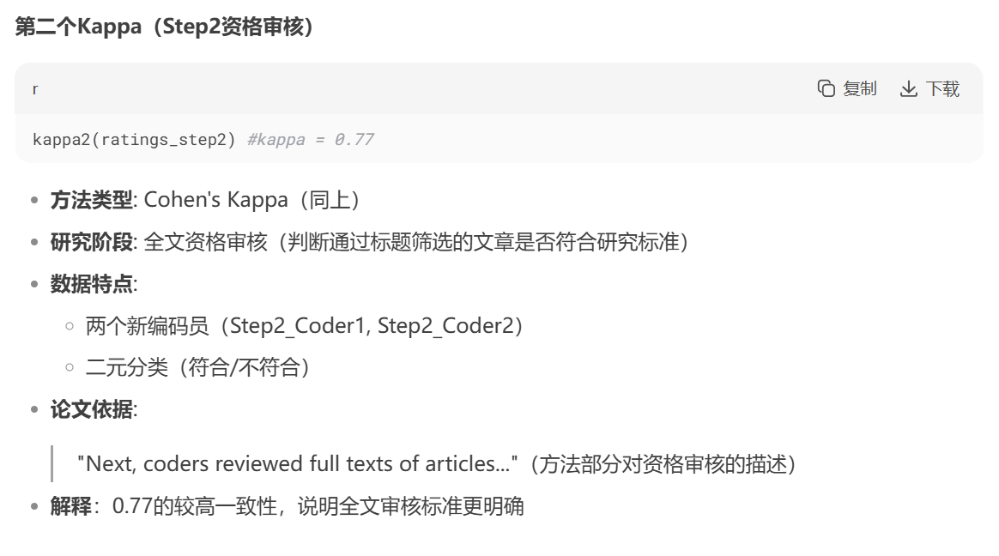 第二个Kappa（Step2资格审核）
r 复制 下载
kappa2(ratings_step2) #kappa = 0.77
方法类型: Cohen's Kappa（同上）
研究阶段: 全文资格审核（判断通过标题筛选的文章是否符合研究标准）
数据特点:
两个新编码员（Step2_Coder1, Step2_Coder2）
二元分类（符合/不符合）
论文依据:
"Next, coders reviewed full texts of articles..."（方法部分对资格审核的描述）
解释：0.77的较高一致性，说明全文审核标准更明确